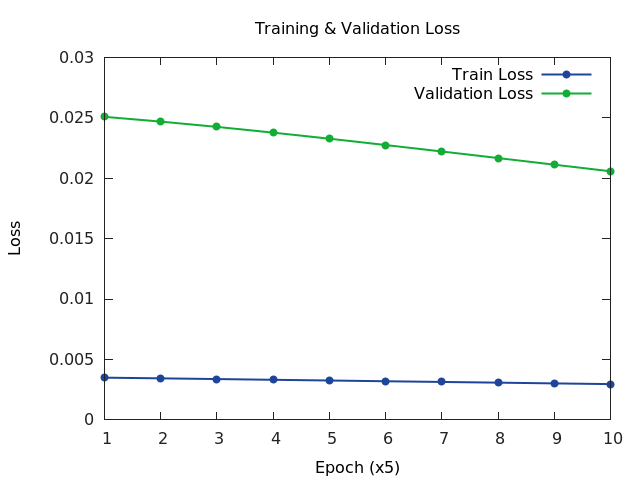 Training & Validation Loss
Train Loss
Validation Loss
0.03
0.025
0.02
0.015
0.01
0.005
0
Loss
1 2 3 4 5 6 7 8 9 10
Epoch (x5)